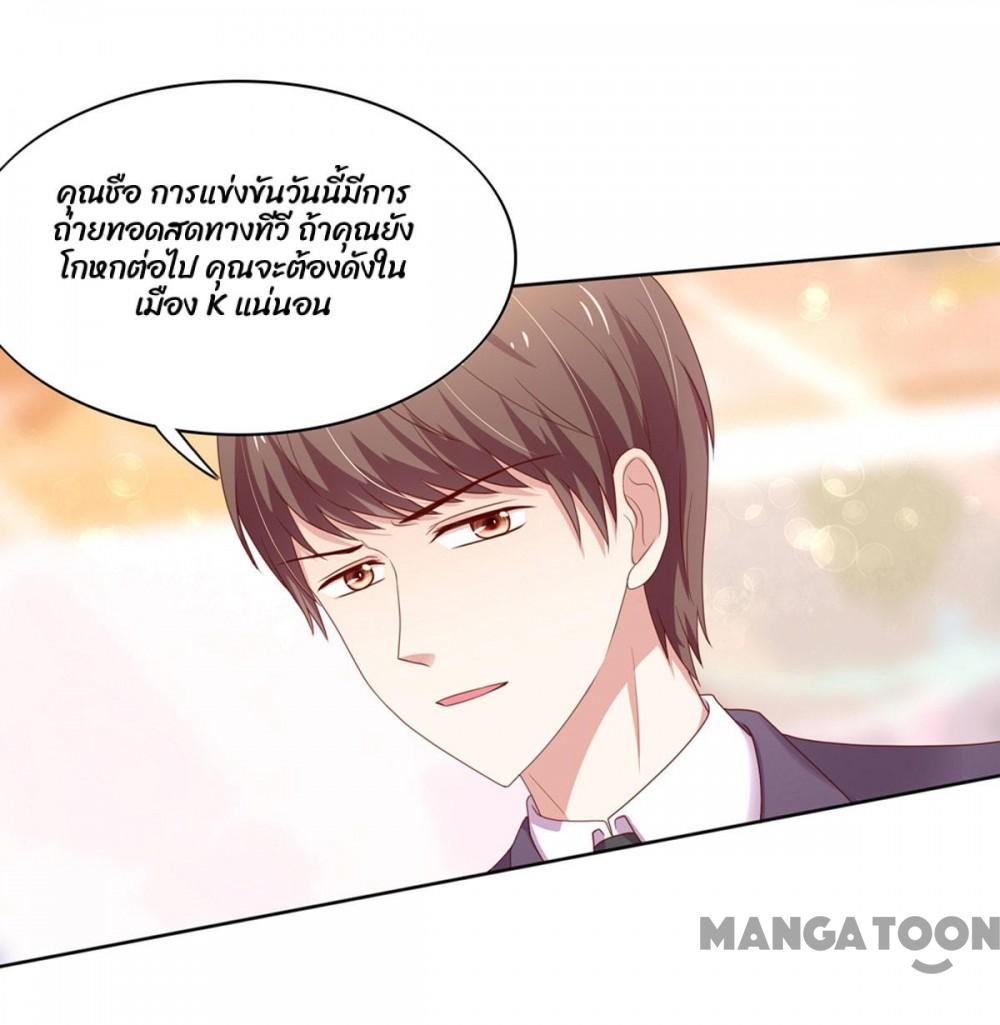 คุณชือ การแข่งขันวันนี้มีการ
ถ่ายทอดสดทางทีวี ถ้าคุณยัง
โกหกต่อไป คุณจะต้องดังใน
เมือง K แน่นอน
MANGATOON